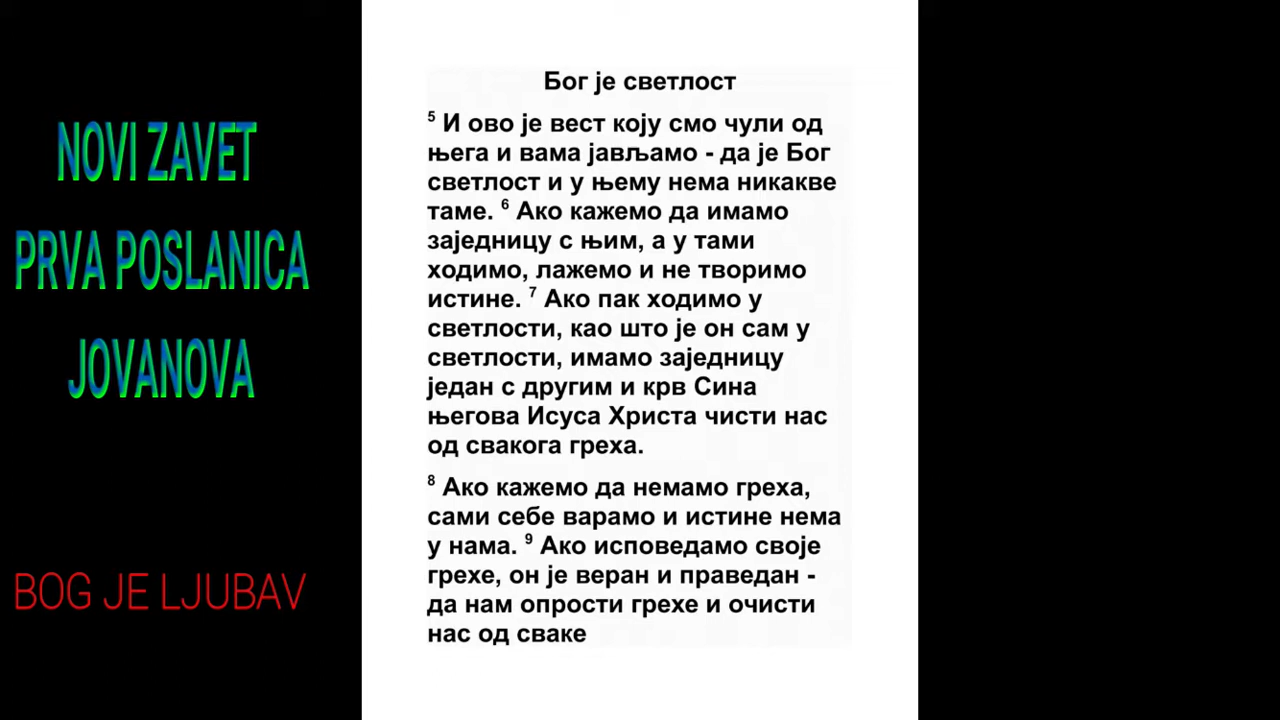 NOVI ZAVET
PRVA POSLANICA
JOVANOVA
BOG JE LJUBAV
Бог је светлост
5 И ово је вест коју смо чули од
њега и вама јављамо - да је Бог
светлост и у њему нема никакве
таме. 6 Ако кажемо да имамо
заједницу с њим, а у тами
ходимо, лажемо и не творимо
истине. 7 Ако пак ходимо у
светлости, као што је он сам у
светлости, имамо заједницу
један с другим и крв Сина
његова Исуса Христа чисти нас
од свакога греха.
8 Ако кажемо да немамо греха,
сами себе варамо и истине нема
у нама. 9 Ако исповедамо своје
грехе, он је веран и праведан -
да нам опрости грехе и очисти
нас од сваке